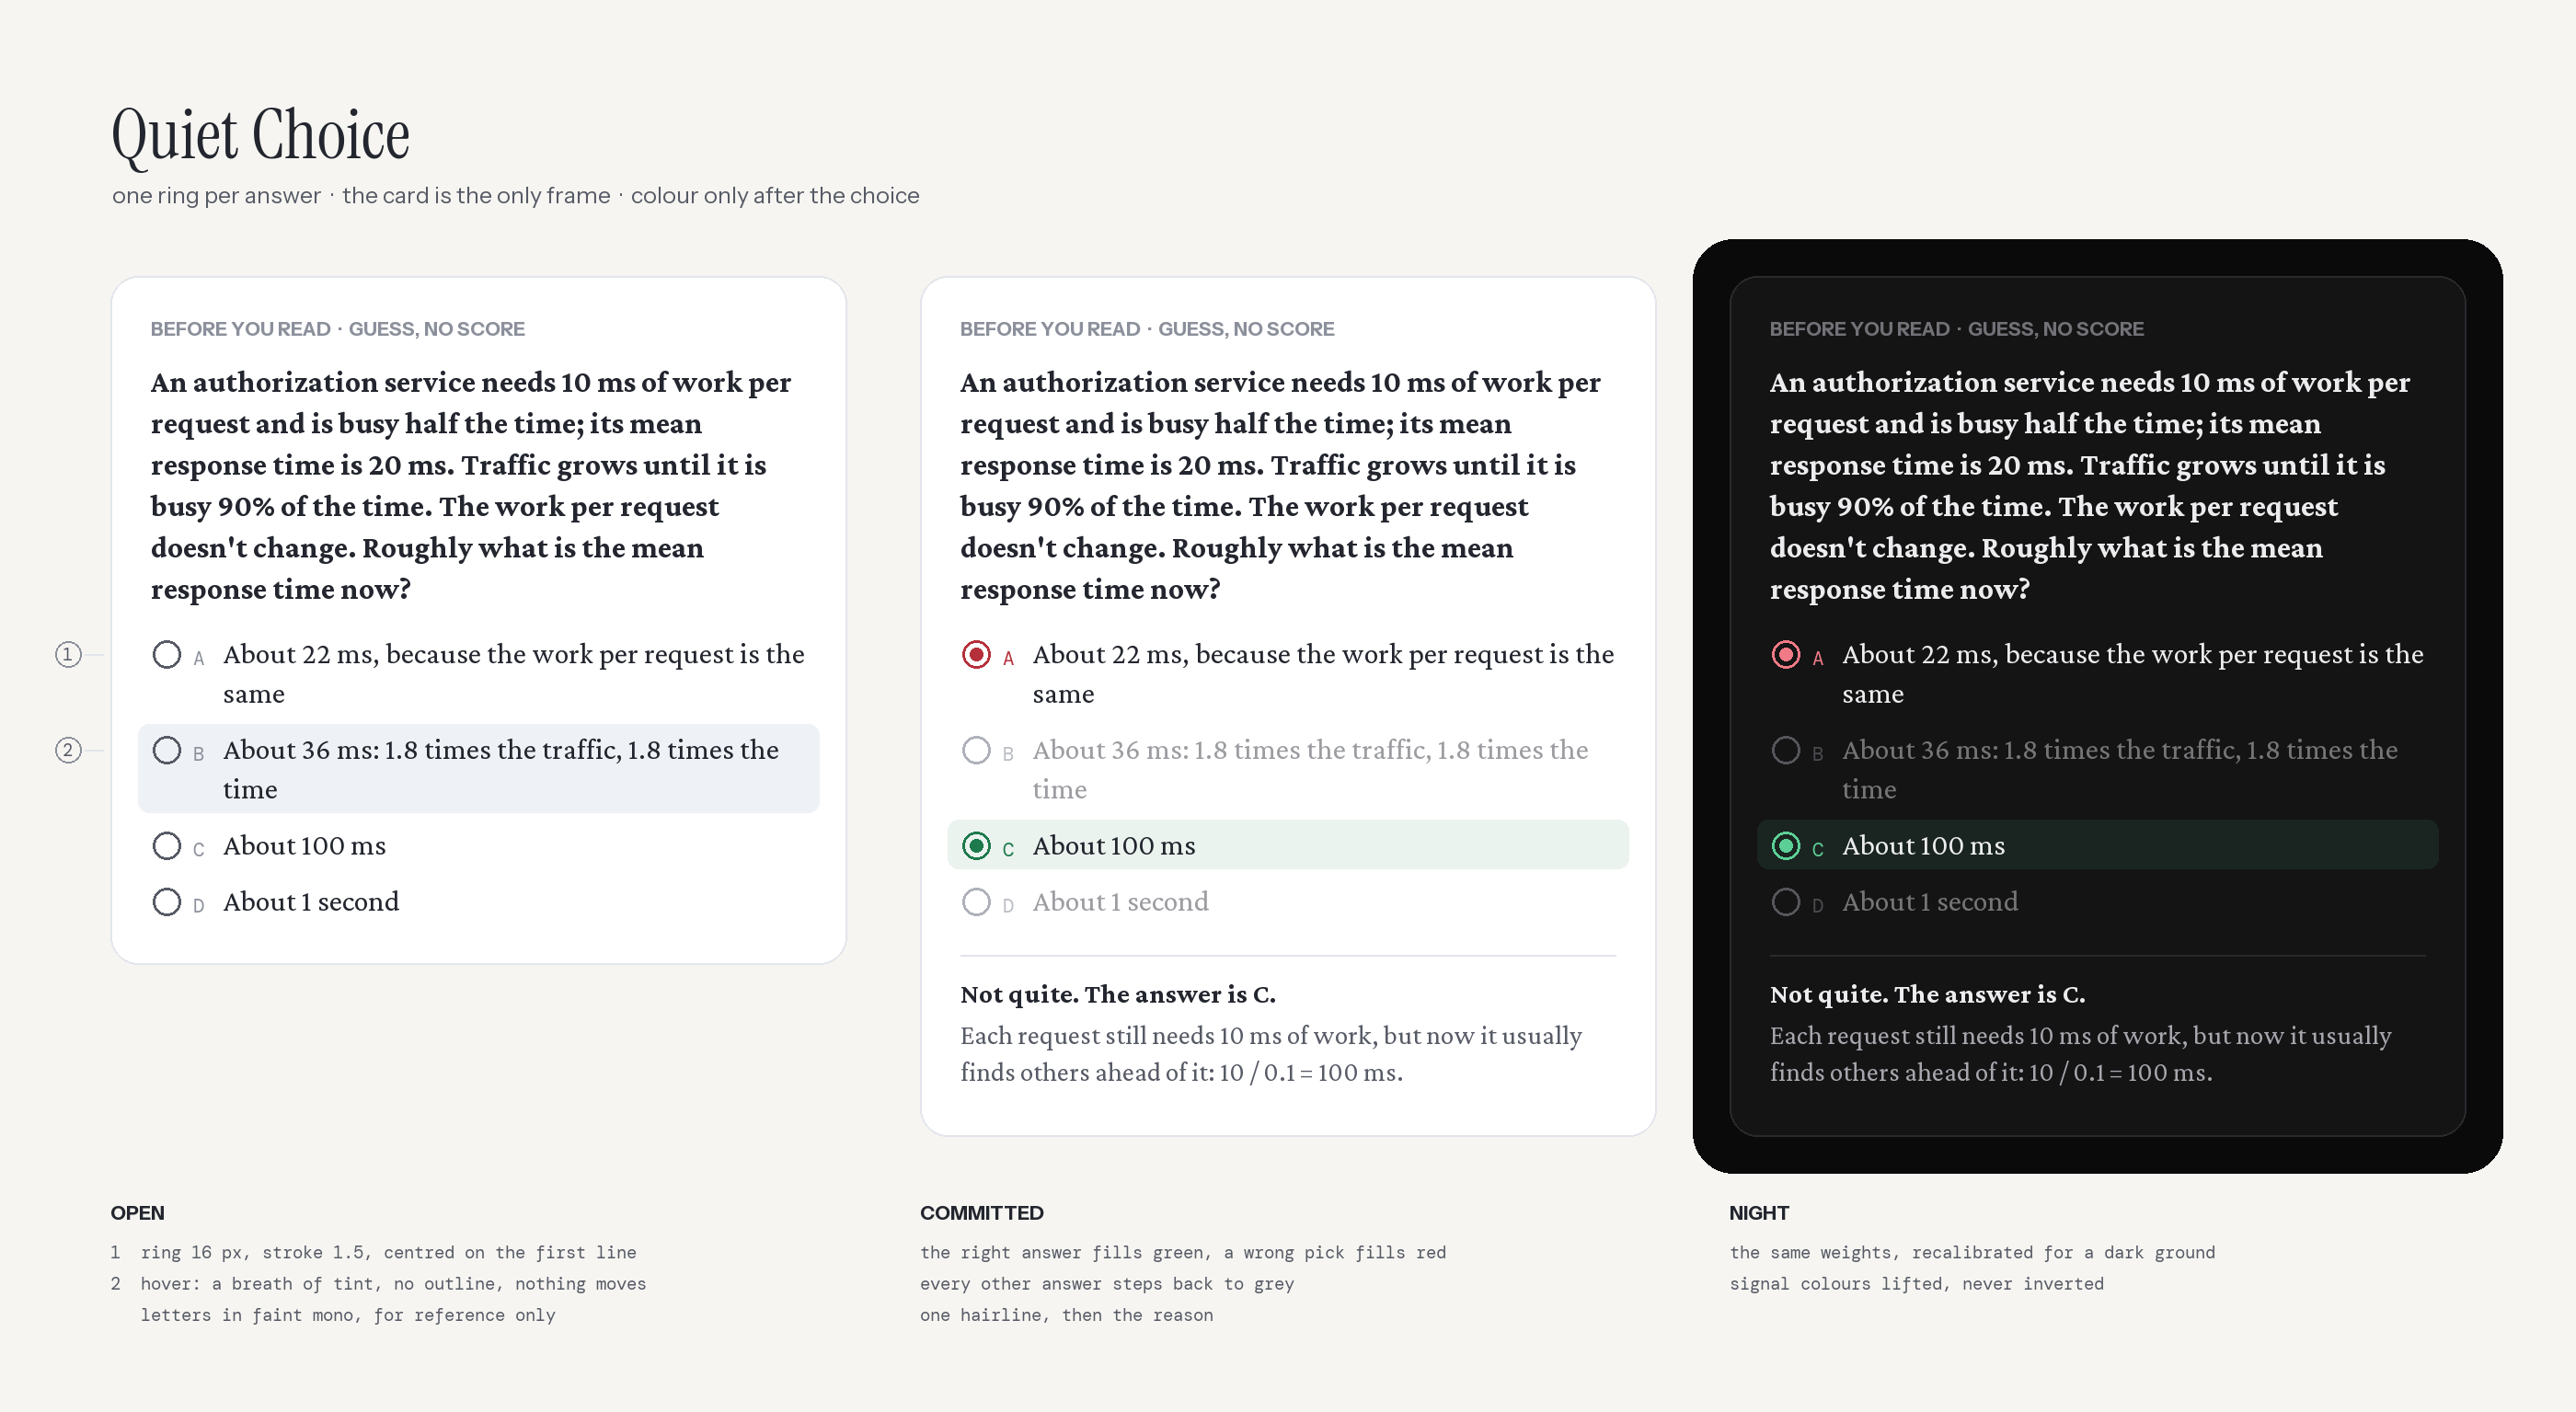 Quiet Choice
one ring per answer · the card is the only frame · colour only after the choice
BEFORE YOU READ · GUESS, NO SCORE
An authorization service needs 10 ms of work per
request and is busy half the time; its mean
response time is 20 ms. Traffic grows until it is
busy 90% of the time. The work per request
doesn't change. Roughly what is the mean
response time now?
1
A About 22 ms, because the work per request is the
same
2
B About 36 ms: 1.8 times the traffic, 1.8 times the
time
C About 100 ms
D About 1 second
BEFORE YOU READ · GUESS, NO SCORE
An authorization service needs 10 ms of work per
request and is busy half the time; its mean
response time is 20 ms. Traffic grows until it is
busy 90% of the time. The work per request
doesn't change. Roughly what is the mean
response time now?
A About 22 ms, because the work per request is the
same
B About 36 ms: 1.8 times the traffic, 1.8 times the
time
C About 100 ms
D About 1 second
Not quite. The answer is C.
Each request still needs 10 ms of work, but now it usually
finds others ahead of it: 10 / 0.1 = 100 ms.
BEFORE YOU READ · GUESS, NO SCORE
An authorization service needs 10 ms of work per
request and is busy half the time; its mean
response time is 20 ms. Traffic grows until it is
busy 90% of the time. The work per request
doesn't change. Roughly what is the mean
response time now?
A About 22 ms, because the work per request is the
same
B About 36 ms: 1.8 times the traffic, 1.8 times the
time
C About 100 ms
D About 1 second
Not quite. The answer is C.
Each request still needs 10 ms of work, but now it usually
finds others ahead of it: 10 / 0.1 = 100 ms.
OPEN
1 ring 16 px, stroke 1.5, centred on the first line
2 hover: a breath of tint, no outline, nothing moves
letters in faint mono, for reference only
COMMITTED
the right answer fills green, a wrong pick fills red
every other answer steps back to grey
one hairline, then the reason
NIGHT
the same weights, recalibrated for a dark ground
signal colours lifted, never inverted